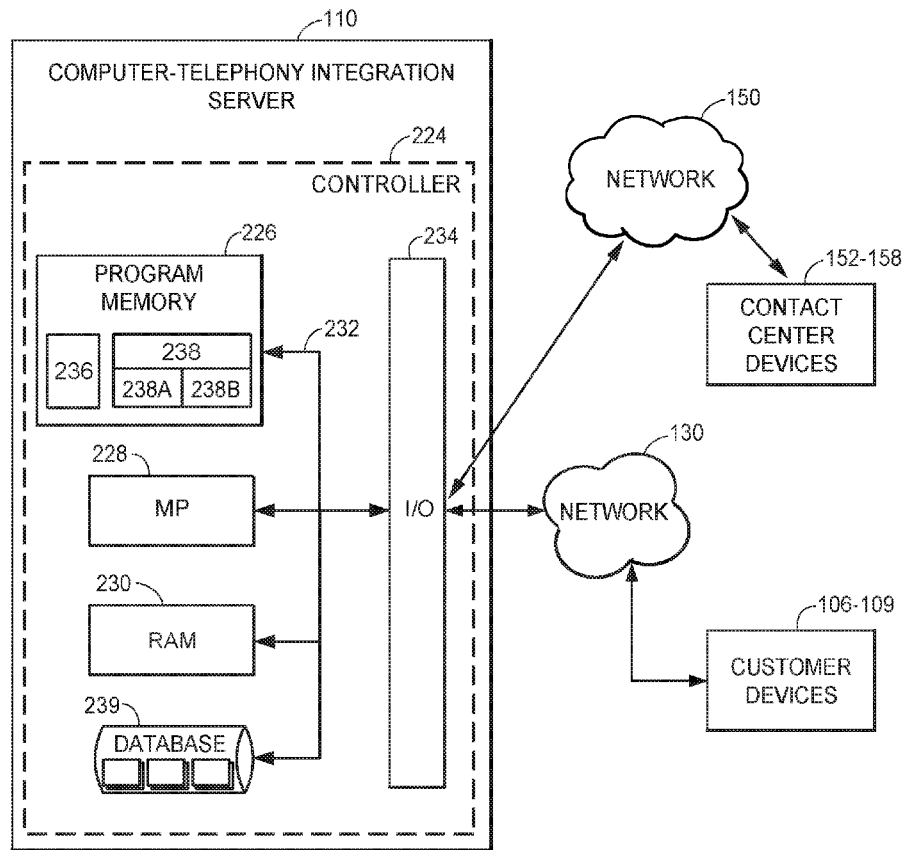 110
COMPUTER-TELEPHONY INTEGRATION
SERVER
224
CONTROLLER
226
PROGRAM
MEMORY
236
238
238A
238B
232
234
I/O
228
MP
230
RAM
239
DATABASE
150
NETWORK
152-158
CONTACT
CENTER
DEVICES
130
NETWORK
106-109
CUSTOMER
DEVICES